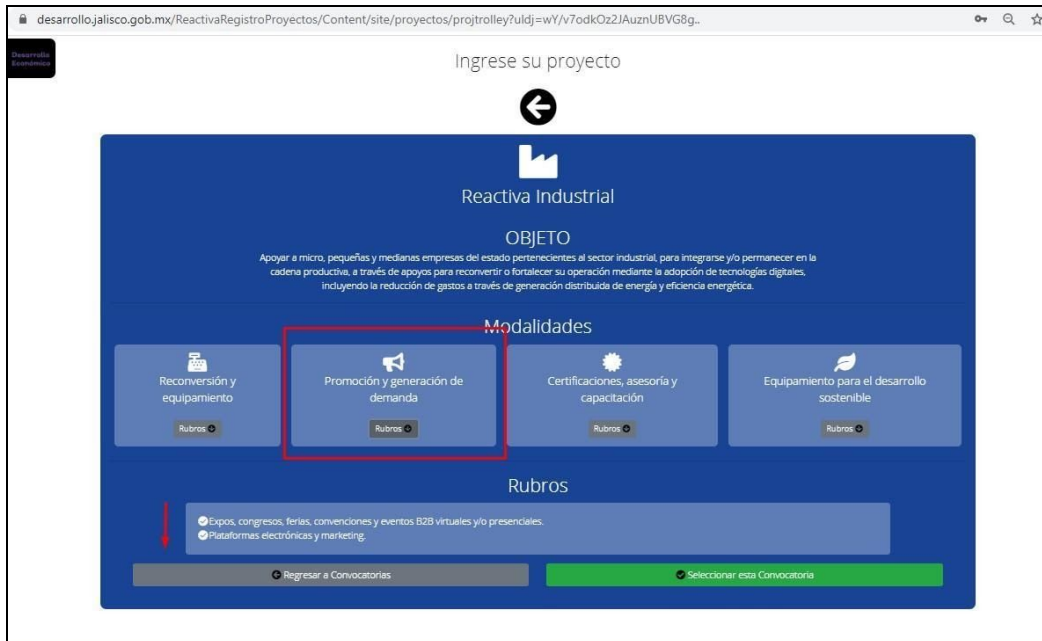 desarrollo.jalisco.gob.mx/ReactivaRegistroProyectos/Content/site/proyectos/projtrolley?uldj=wY/v7odkOz2JAuznUBVG8g..
Desarrollo
Económico
Ingrese su proyecto
Reactiva Industrial
OBJETO
Apoyar a micro, pequeñas y medianas empresas del estado pertenecientes al sector industrial, para integrarse y/o permanecer en la
cadena productiva, a través de apoyos para reconvertir o fortalecer su operación mediante la adopción de tecnologías digitales,
incluyendo la reducción de gastos a través de generación distribuida de energía y eficiencia energética.
Modalidades
Reconversión y
equipamiento
Rubros
Promoción y generación de
demanda
Rubros
Certificaciones, asesoría y
capacitación
Rubros
Equipamiento para el desarrollo
sostenible
Rubros
Rubros
Expos, congresos, ferias, convenciones y eventos B2B virtuales y/o presenciales.
Plataformas electrónicas y marketing.
Regresar a Convocatorias
Seleccionar esta Convocatoria